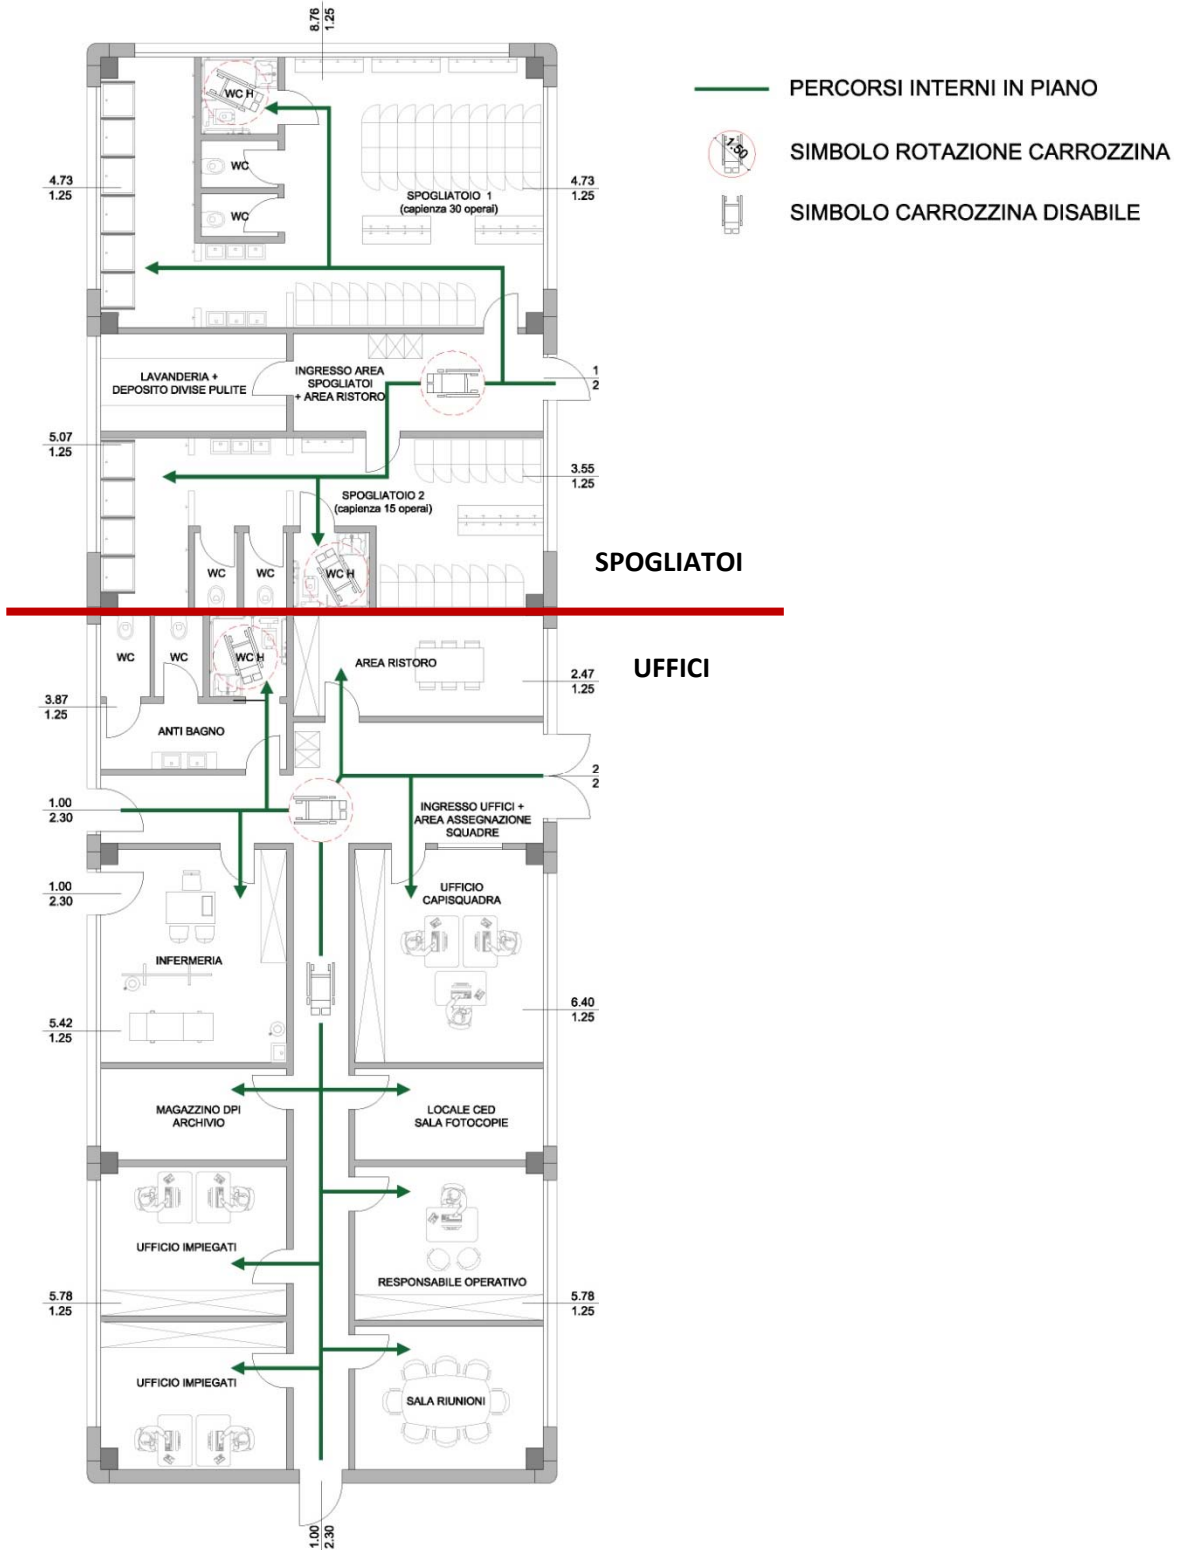 8.76
1.25
PERCORSI INTERNI IN PIANO
1.50
SIMBOLO ROTAZIONE CARROZZINA
SIMBOLO CARROZZINA DISABILE
WC H
WC
WC
4.73
1.25
SPOGLIATOIO 1
(capienza 30 operai)
4.73
1.25
LAVANDERIA +
DEPOSITO DIVISE PULITE
INGRESSO AREA
SPOGLIATOI
+ AREA RISTORO
1
2
5.07
1.25
3.55
1.25
SPOGLIATOIO 2
(capienza 15 operai)
WC
WC
WC H
SPOGLIATOI
UFFICI
WC
WC
WC H
AREA RISTORO
2.47
1.25
3.87
1.25
ANTI BAGNO
2
2
1.00
2.30
INGRESSO UFFICI +
AREA ASSEGNAZIONE
SQUADRE
1.00
2.30
UFFICIO
CAPISQUADRA
INFERMERIA
5.42
1.25
6.40
1.25
MAGAZZINO DPI
ARCHIVIO
LOCALE CED
SALA FOTOCOPIE
UFFICIO IMPIEGATI
RESPONSABILE OPERATIVO
5.78
1.25
5.78
1.25
UFFICIO IMPIEGATI
SALA RIUNIONI
1.00
2.30